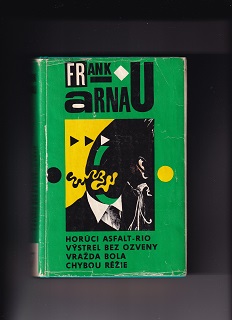 FRANK
aRNAU
HORÚCI ASFALT-RIO
VÝSTREL BEZ OZVENY
VRAŽDA BOLA
CHYBOU RÉŽIE